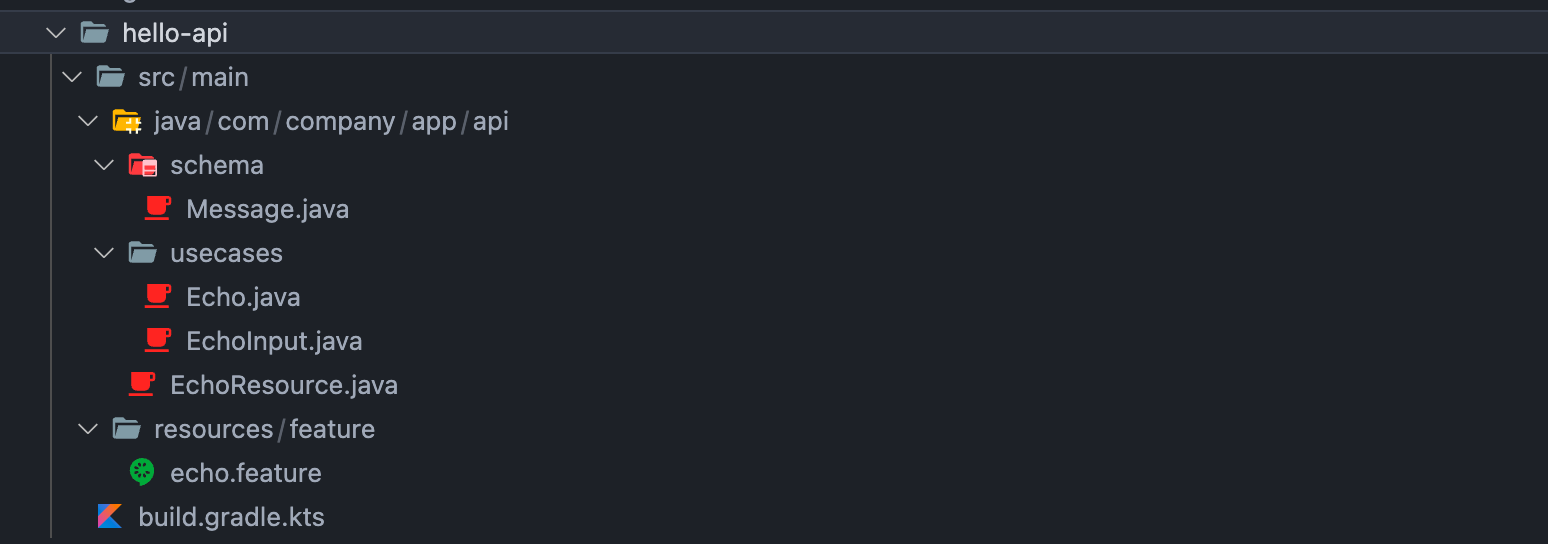 hello-api
src/main
java/com/company/app/api
schema
Message.java
usecases
Echo.java
EchoInput.java
EchoResource.java
resources/feature
echo.feature
build.gradle.kts